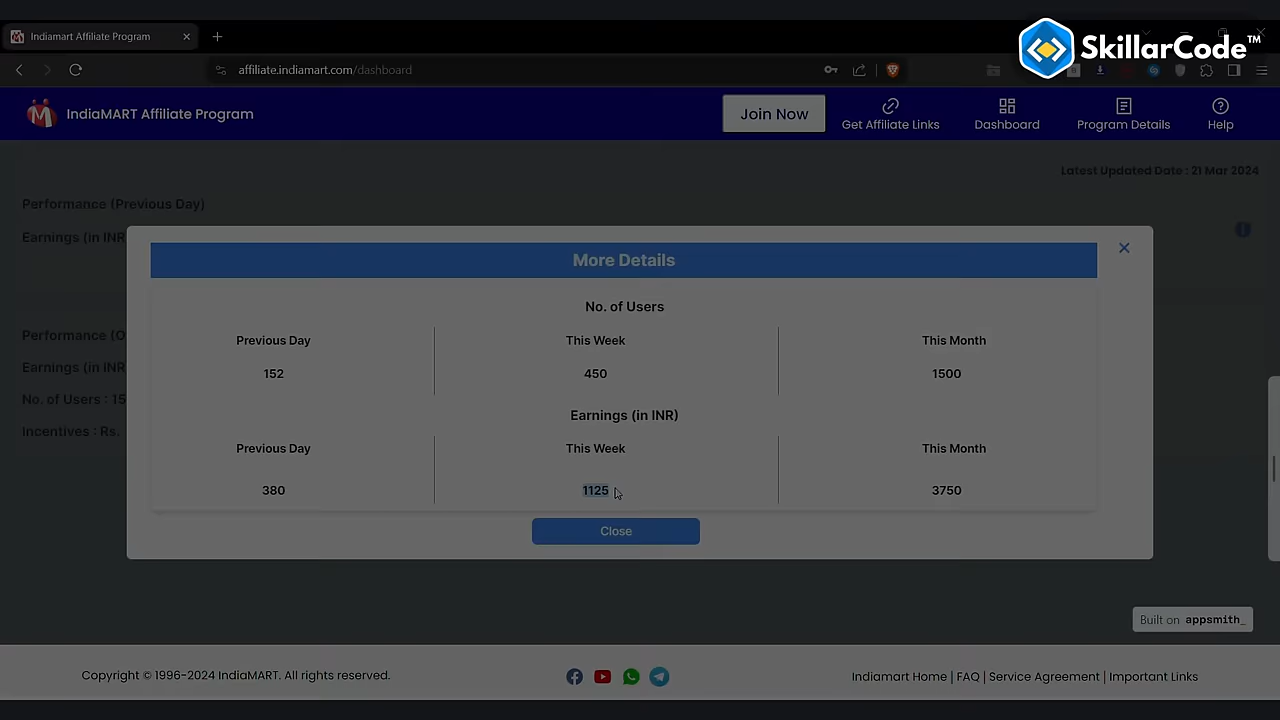 Indiamart Affiliate Program
SkillarCode™
affiliate.indiamart.com/dashboard
IndiaMART Affiliate Program
Join Now
Get Affiliate Links
Dashboard
Program Details
Help
Latest Updated Date : 21 Mar 2024
Performance (Previous Day)
Earnings (in INR
More Details
No. of Users
Previous Day This Week This Month
152 450 1500
Earnings (in INR)
Previous Day This Week This Month
380 1125 3750
Close
Performance (O
Earnings (in INR
No. of Users : 15
Incentives : Rs.
Built on appsmith_
Copyright © 1996-2024 IndiaMART. All rights reserved.
Indiamart Home | FAQ | Service Agreement | Important Links